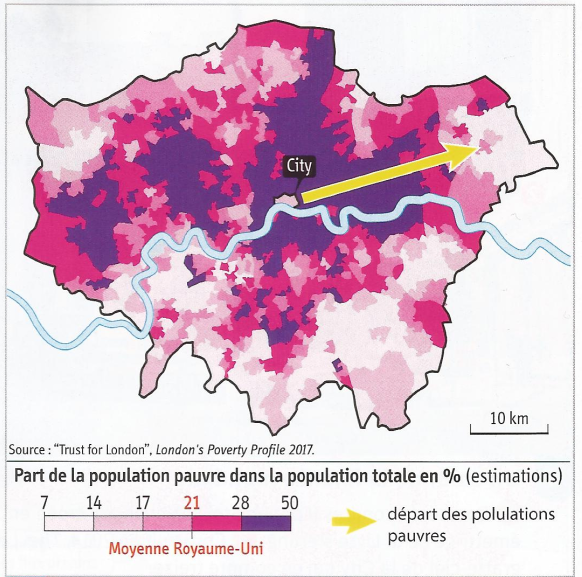 City
10 km
Source : "Trust for London", London's Poverty Profile 2017.
Part de la population pauvre dans la population totale en % (estimations)
7 14 17 21 28 50
Moyenne Royaume-Uni
départ des polulations
pauvres